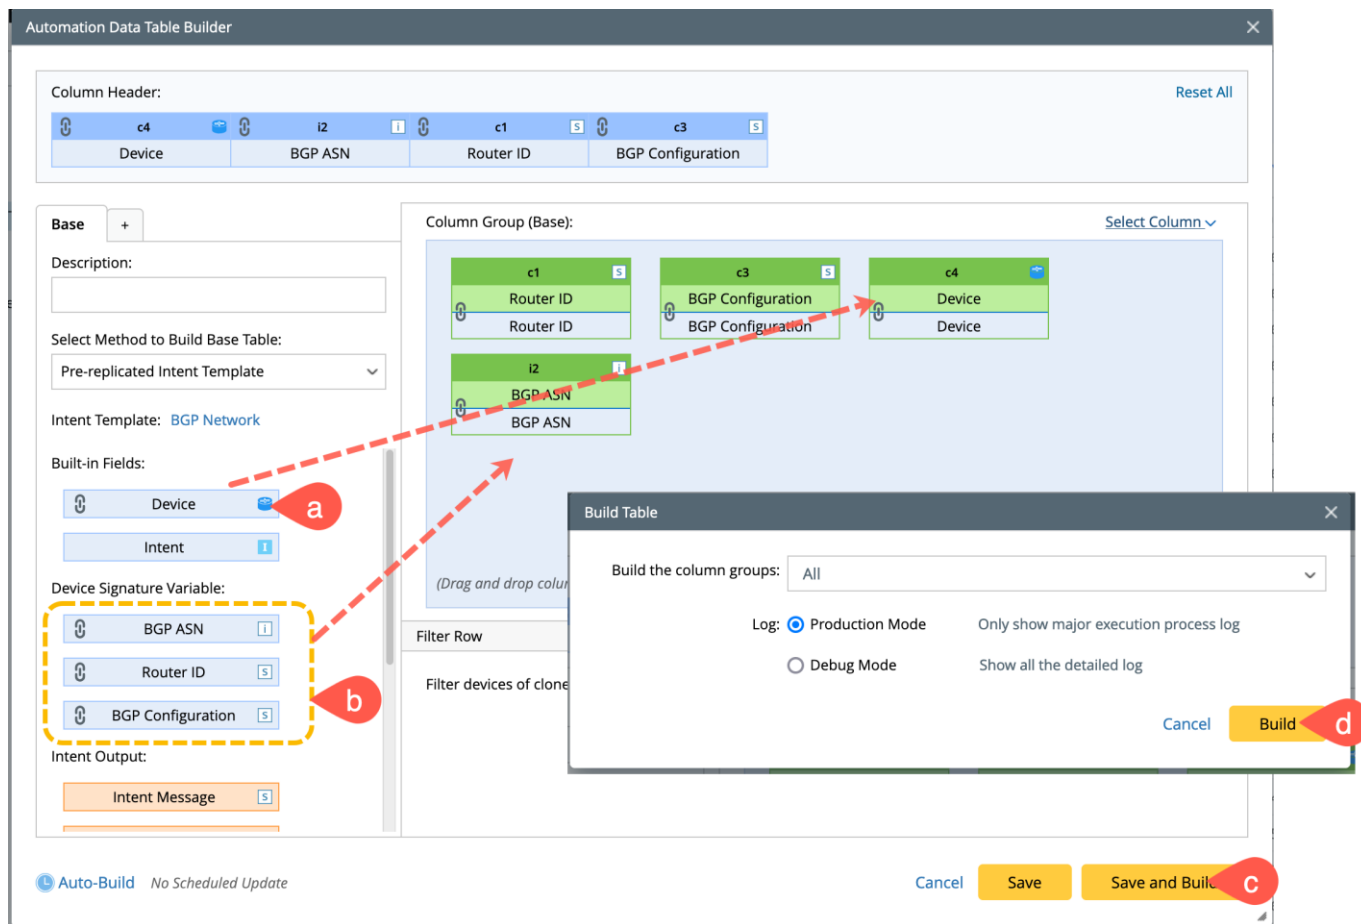 Automation Data Table Builder
Column Header:
Reset All
c4 i2 i c1 S c3 S
Device BGP ASN Router ID BGP Configuration
Base +
Description:
Select Method to Build Base Table:
Pre-replicated Intent Template
Intent Template: BGP Network
Built-in Fields:
Device
a
Intent I
Device Signature Variable:
BGP ASN i
Router ID S
BGP Configuration S
b
Intent Output:
Intent Message S
Column Group (Base):
Select Column
c1 S
Router ID
Router ID
c3 S
BGP Configuration
BGP Configuration
c4
Device
Device
i2 i
BGP ASN
BGP ASN
(Drag and drop
Filter Row
Filter devices of
Build Table
Build the column groups: All
Log: Production Mode Only show major execution process log
Debug Mode Show all the detailed log
Cancel Build
d
Auto-Build No Scheduled Update
Cancel Save Save and Build
c